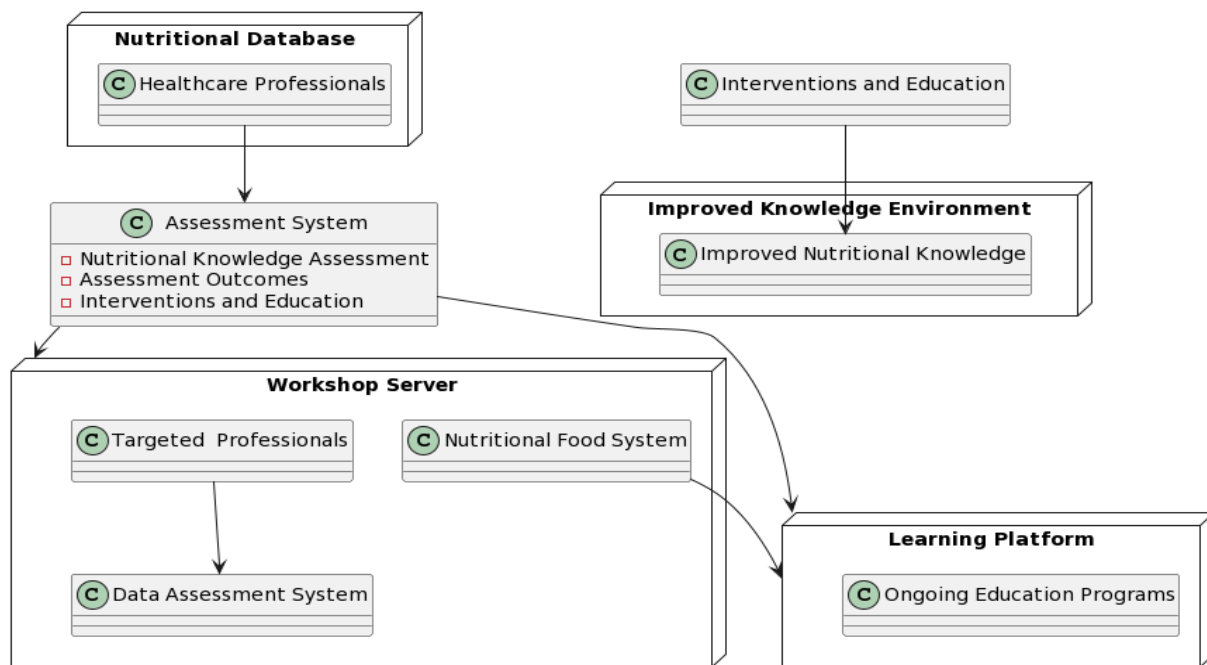 Nutritional Database
C Healthcare Professionals
C Interventions and Education
C Assessment System
Nutritional Knowledge Assessment
Assessment Outcomes
Interventions and Education
Improved Knowledge Environment
C Improved Nutritional Knowledge
Workshop Server
C Targeted  Professionals
C Nutritional Food System
C Data Assessment System
Learning Platform
C Ongoing Education Programs